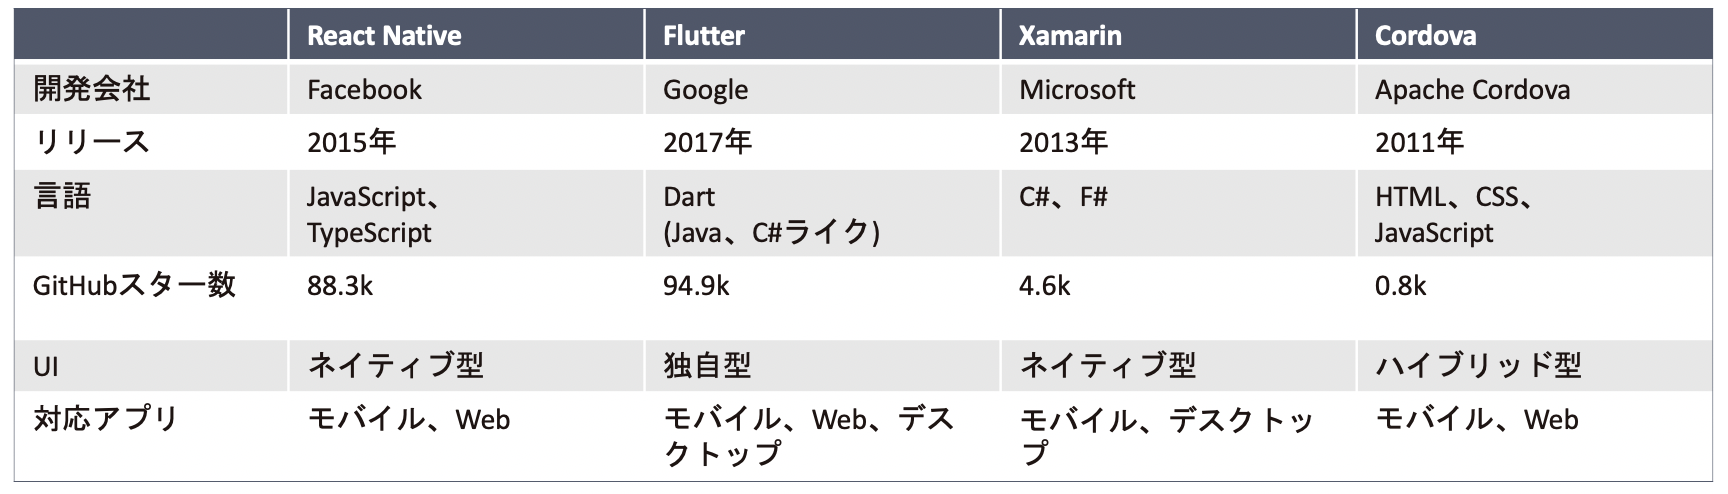 React Native Flutter Xamarin Cordova
開発会社 Facebook Google Microsoft Apache Cordova
リリース 2015年 2017年 2013年 2011年
言語 JavaScript、 Dart C#、F# HTML、CSS、
TypeScript (Java、C#ライク) JavaScript
GitHubスター数 88.3k 94.9k 4.6k 0.8k
UI ネイティブ型 独自型 ネイティブ型 ハイブリッド型
対応アプリ モバイル、Web モバイル、Web、デス モバイル、デスクトッ モバイル、Web
クトップ プ